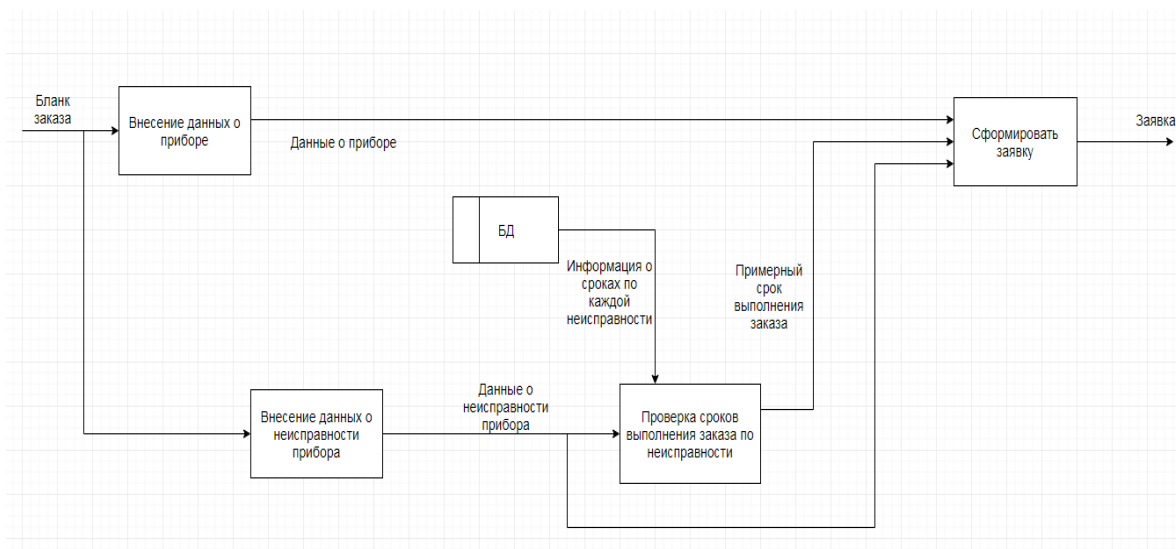 Бланк
заказа
Внесение данных о
приборе
Данные о приборе
Сформировать
заявку
Заявка
БД
Информация о
сроках по
каждой
неисправности
Примерный
срок
выполнения
заказа
Внесение данных о
неисправности
прибора
Данные о
неисправности
прибора
Проверка сроков
выполнения заказа по
неисправности